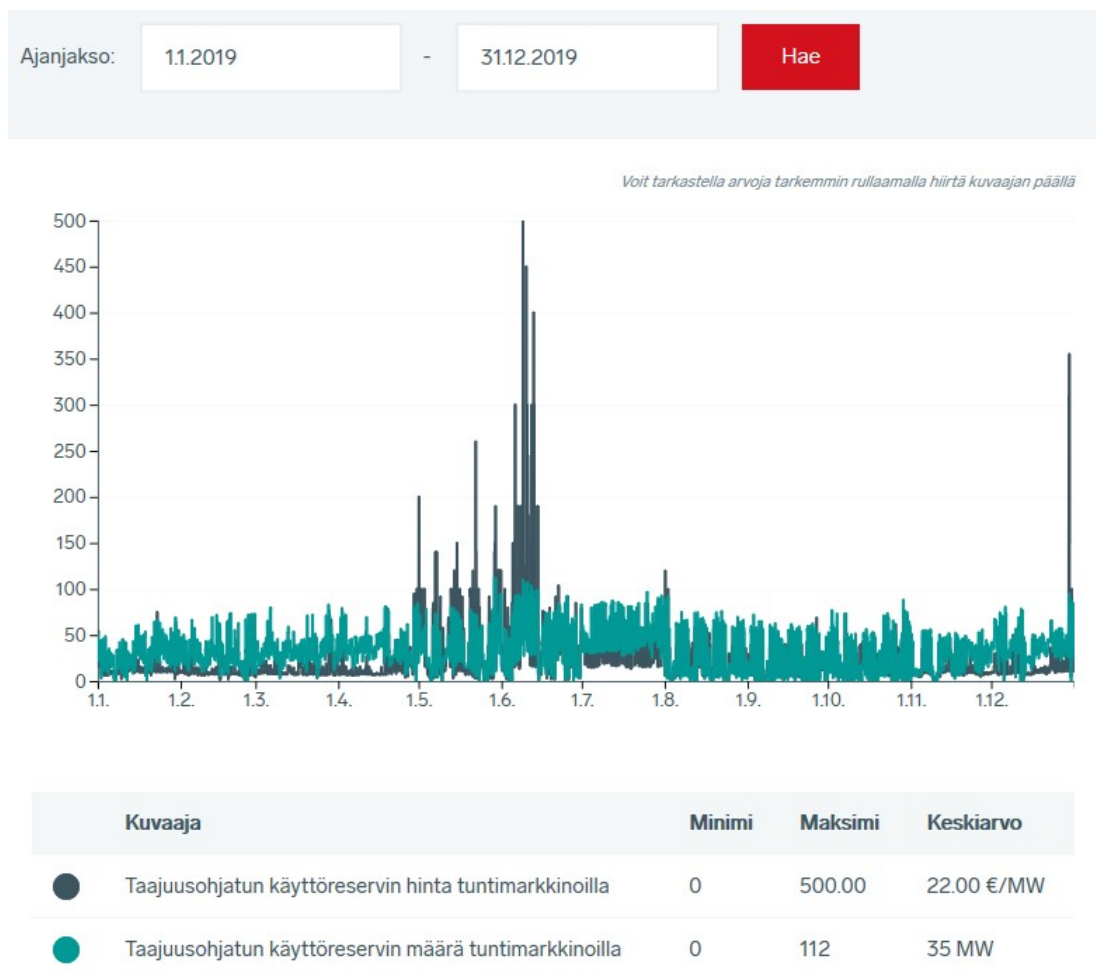 Ajanjakso: 1.1.2019 - 31.12.2019 Hae
Voit tarkastella arvoja tarkemmin rullaamalla hiirtä kuvaajan päällä
500
450
400
350
300
250
200
150
100
50
0
1.1. 1.2. 1.3. 1.4. 1.5. 1.6. 1.7. 1.8. 1.9. 1.10. 1.11. 1.12.
Kuvaaja Minimi Maksimi Keskiarvo
Taajuusohjatun käyttöreservin hinta tuntimarkkinoilla 0 500.00 22.00 €/MW
Taajuusohjatun käyttöreservin määrä tuntimarkkinoilla 0 112 35 MW